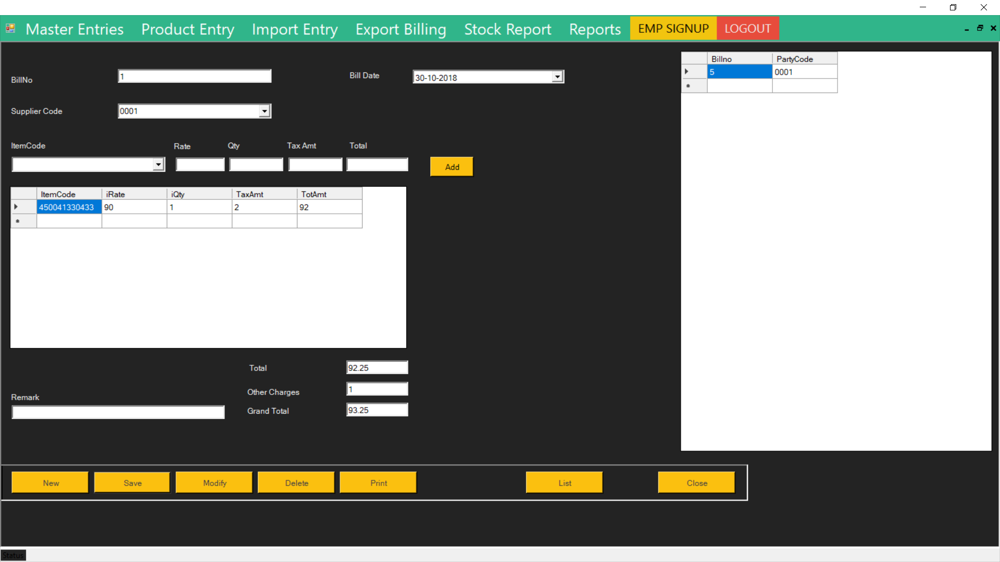 Master Entries Product Entry Import Entry Export Billing Stock Report Reports EMP SIGNUP LOGOUT
BillNo 1 Bill Date 30-10-2018
Supplier Code 0001
ItemCode Rate Qty Tax Amt Total
Add
ItemCode iRate iQty TaxAmt TotAmt
450041330433 90 1 2 92
Total 92.25
Other Charges 1
Remark
Grand Total 93.25
Billno PartyCode
5 0001
New Save Modify Delete Print List Close
Status